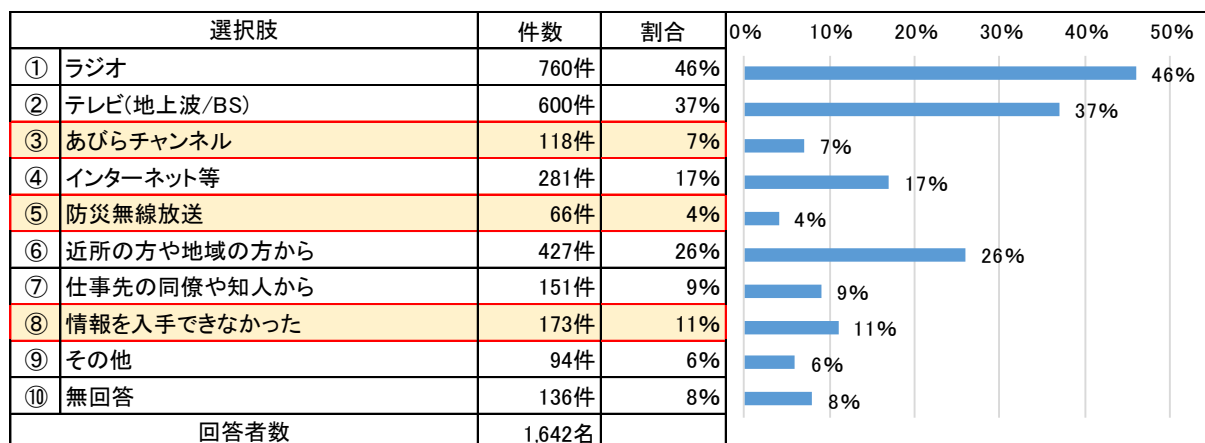 選択肢 件数 割合 0% 10% 20% 30% 40% 50%
① ラジオ 760件 46% 46%
② テレビ(地上波/BS) 600件 37% 37%
③ あびらチャンネル 118件 7% 7%
④ インターネット等 281件 17% 17%
⑤ 防災無線放送 66件 4% 4%
⑥ 近所の方や地域の方から 427件 26% 26%
⑦ 仕事先の同僚や知人から 151件 9% 9%
⑧ 情報を入手できなかった 173件 11% 11%
⑨ その他 94件 6% 6%
⑩ 無回答 136件 8% 8%
回答者数 1,642名